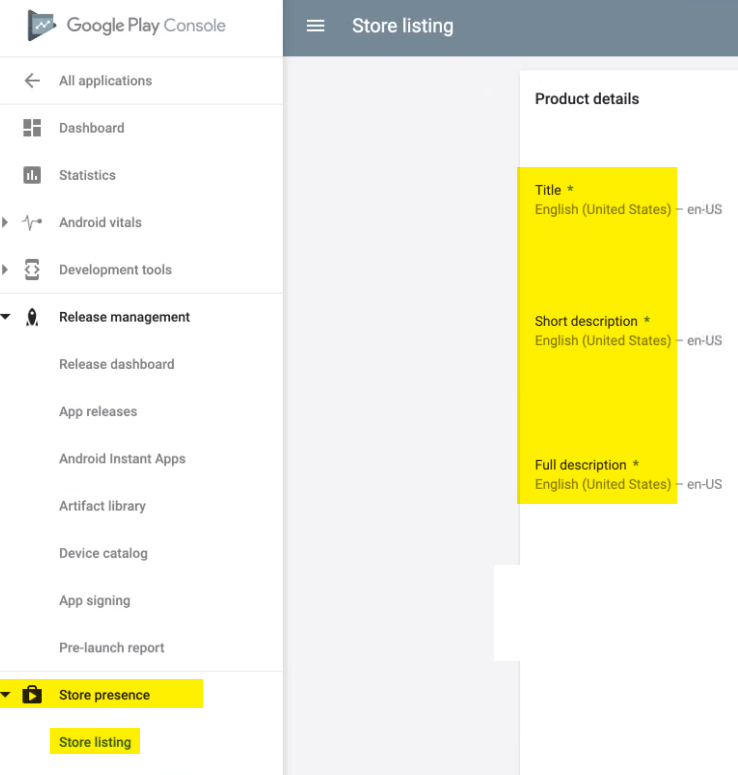 Google Play Console
Store listing
All applications
Dashboard
Statistics
Android vitals
Development tools
Release management
Release dashboard
App releases
Android Instant Apps
Artifact library
Device catalog
App signing
Pre-launch report
Store presence
Store listing
Product details
Title *
English (United States) – en-US
Short description *
English (United States) – en-US
Full description *
English (United States) – en-US